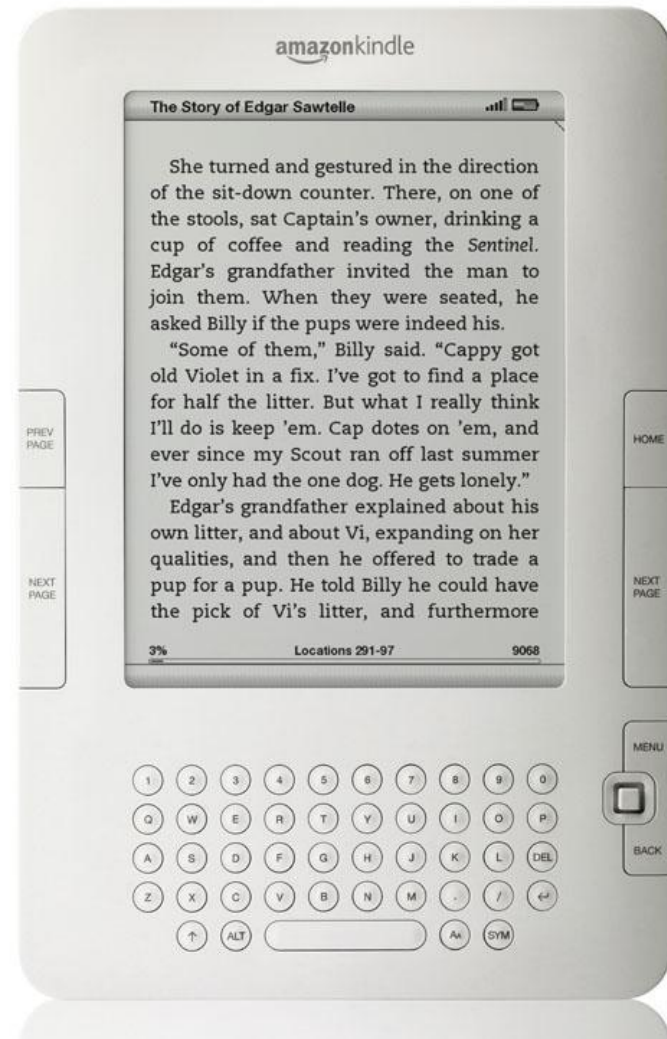 amazonkindle
The Story of Edgar Sawtelle
She turned and gestured in the direction
of the sit-down counter. There, on one of
the stools, sat Captain's owner, drinking a
cup of coffee and reading the Sentinel.
Edgar's grandfather invited the man to
join them. When they were seated, he
asked Billy if the pups were indeed his.
“Some of them,” Billy said. “Cappy got
old Violet in a fix. I've got to find a place
for half the litter. But what I really think
I'll do is keep 'em. Cap dotes on 'em, and
ever since my Scout ran off last summer
I've only had the one dog. He gets lonely.”
Edgar's grandfather explained about his
own litter, and about Vi, expanding on her
qualities, and then he offered to trade a
pup for a pup. He told Billy he could have
the pick of Vi's litter, and furthermore
3% Locations 291-97 9068
PREV
PAGE
NEXT
PAGE
HOME
NEXT
PAGE
MENU
BACK
1 2 3 4 5 6 7 8 9 0
Q W E R T Y U I O P
A S D F G H J K L DEL
Z X C V B N M . / ↵
↑ ALT AA SYM